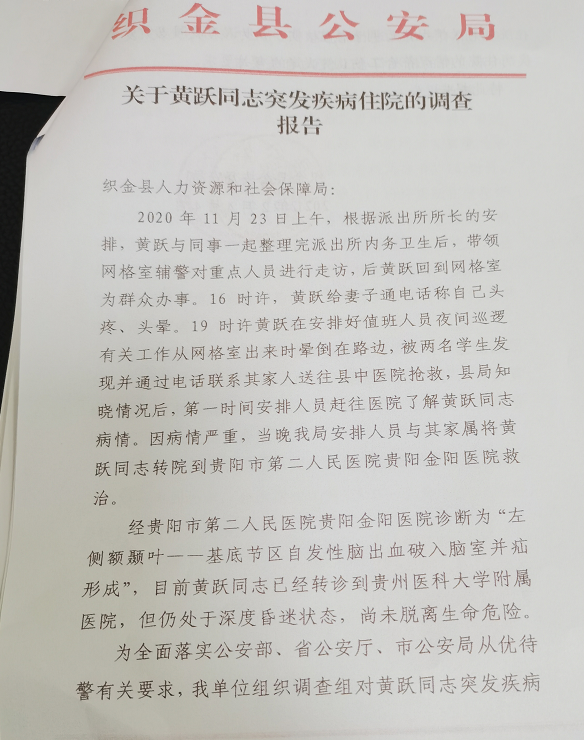 织金县公安局
关于黄跃同志突发疾病住院的调查
报告
织金县人力资源和社会保障局：
2020 年 11 月 23 日上午，根据派出所所长的安
排，黄跃与同事一起整理完派出所内务卫生后，带领
网格室辅警对重点人员进行走访，后黄跃回到网格室
为群众办事。16 时许，黄跃给妻子通电话称自己头
疼、头晕。19 时许黄跃在安排好值班人员夜间巡逻
有关工作从网格室出来时晕倒在路边，被两名学生发
现并通过电话联系其家人送往县中医院抢救，县局知
晓情况后，第一时间安排人员赶往医院了解黄跃同志
病情。因病情严重，当晚我局安排人员与其家属将黄
跃同志转院到贵阳市第二人民医院贵阳金阳医院救
治。
经贵阳市第二人民医院贵阳金阳医院诊断为“左
侧额颞叶——基底节区自发性脑出血破入脑室并疝
形成”，目前黄跃同志已经转诊到贵州医科大学附属
医院，但仍处于深度昏迷状态，尚未脱离生命危险。
为全面落实公安部、省公安厅、市公安局从优待
警有关要求，我单位组织调查组对黄跃同志突发疾病